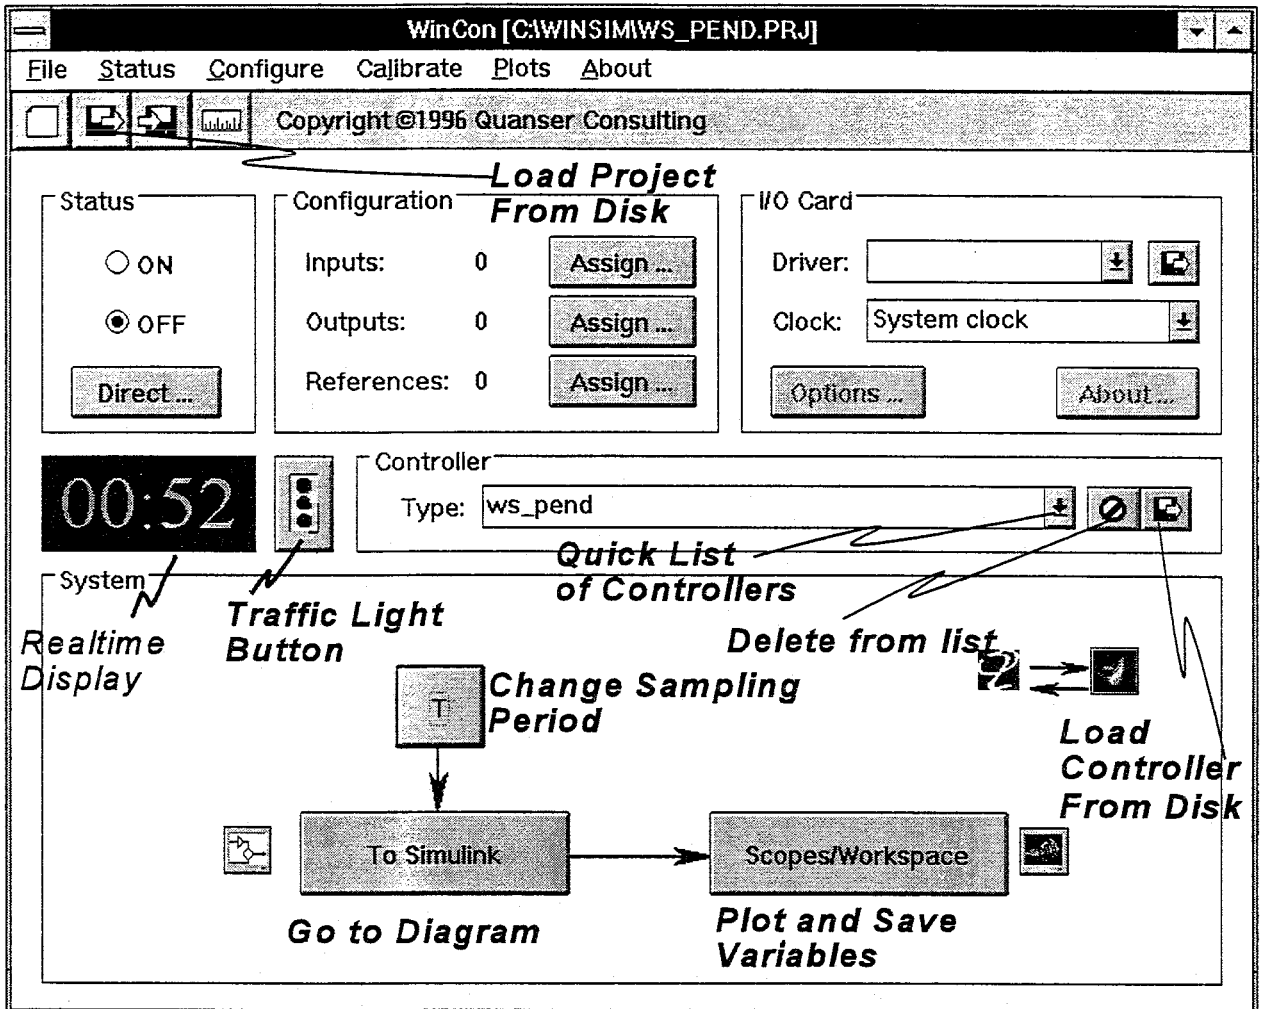 WinCon [C:\WINSIM\WS_PEND.PRJ]
File Status Configure Calibrate Plots About
Copyright ©1996 Quanser Consulting
Load Project
From Disk
Status
ON
OFF
Direct ...
Configuration
Inputs: 0 Assign ...
Outputs: 0 Assign ...
References: 0 Assign ...
I/O Card
Driver:
Clock: System clock
Options ... About ...
00:52
Controller
Type: ws_pend
Quick List
of Controllers
System
Realtime
Display
Traffic Light
Button
Delete from list
T
Change Sampling
Period
Load
Controller
From Disk
To Simulink
Scopes/Workspace
Go to Diagram
Plot and Save
Variables